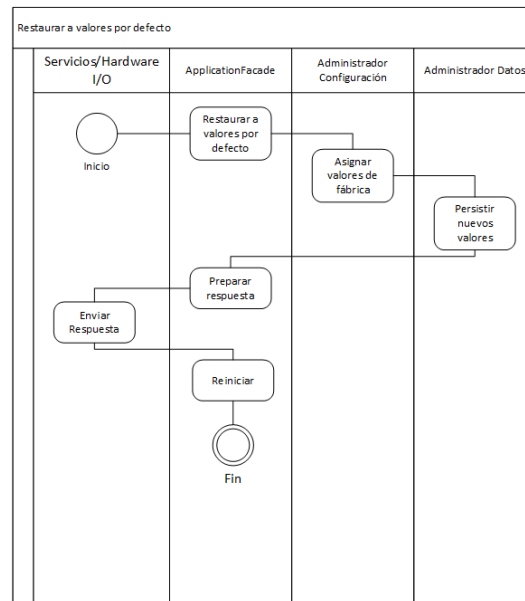 Restaurar a valores por defecto
Servicios/Hardware
I/O
ApplicationFacade
Administrador
Configuración
Administrador Datos
Inicio
Restaurar a
valores por
defecto
Asignar
valores de
fábrica
Persistir
nuevos
valores
Preparar
respuesta
Enviar
Respuesta
Reiniciar
Fin